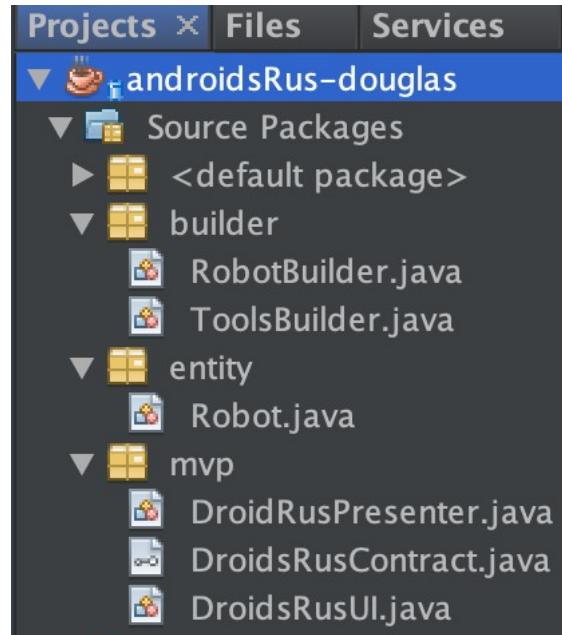 Projects × Files Services
androidsRus-douglas
Source Packages
<default package>
builder
RobotBuilder.java
ToolsBuilder.java
entity
Robot.java
mvp
DroidRusPresenter.java
DroidsRusContract.java
DroidsRusUI.java